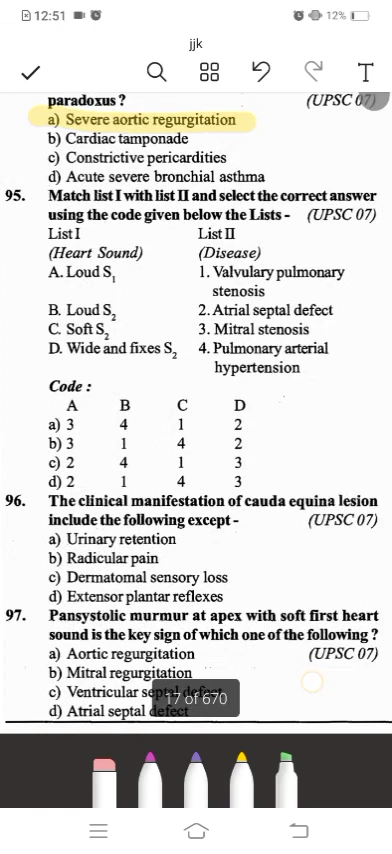 12:51
12%
jjk
T
paradoxus ? (UPSC 07)
a) Severe aortic regurgitation
b) Cardiac tamponade
c) Constrictive pericardities
d) Acute severe bronchial asthma
95. Match list I with list II and select the correct answer
using the code given below the Lists - (UPSC 07)
List I List II
(Heart Sound) (Disease)
A. Loud S₁ 1. Valvulary pulmonary
stenosis
B. Loud S₂ 2. Atrial septal defect
C. Soft S₂ 3. Mitral stenosis
D. Wide and fixes S₂ 4. Pulmonary arterial
hypertension
Code :
A B C D
a) 3 4 1 2
b) 3 1 4 2
c) 2 4 1 3
d) 2 1 4 3
96. The clinical manifestation of cauda equina lesion
include the following except - (UPSC 07)
a) Urinary retention
b) Radicular pain
c) Dermatomal sensory loss
d) Extensor plantar reflexes
97. Pansystolic murmur at apex with soft first heart
sound is the key sign of which one of the following ?
a) Aortic regurgitation (UPSC 07)
b) Mitral regurgitation
c) Ventricular septal defect
17 of 670
d) Atrial septal defect